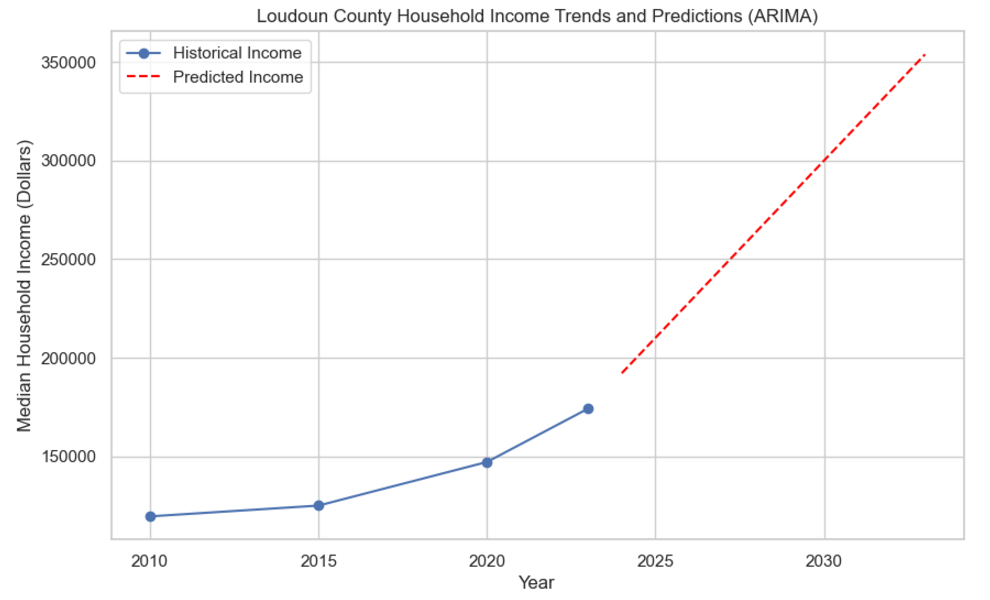 Loudoun County Household Income Trends and Predictions (ARIMA)
Historical Income
Predicted Income
Median Household Income (Dollars)
350000
300000
250000
200000
150000
2010
2015
2020
2025
2030
Year